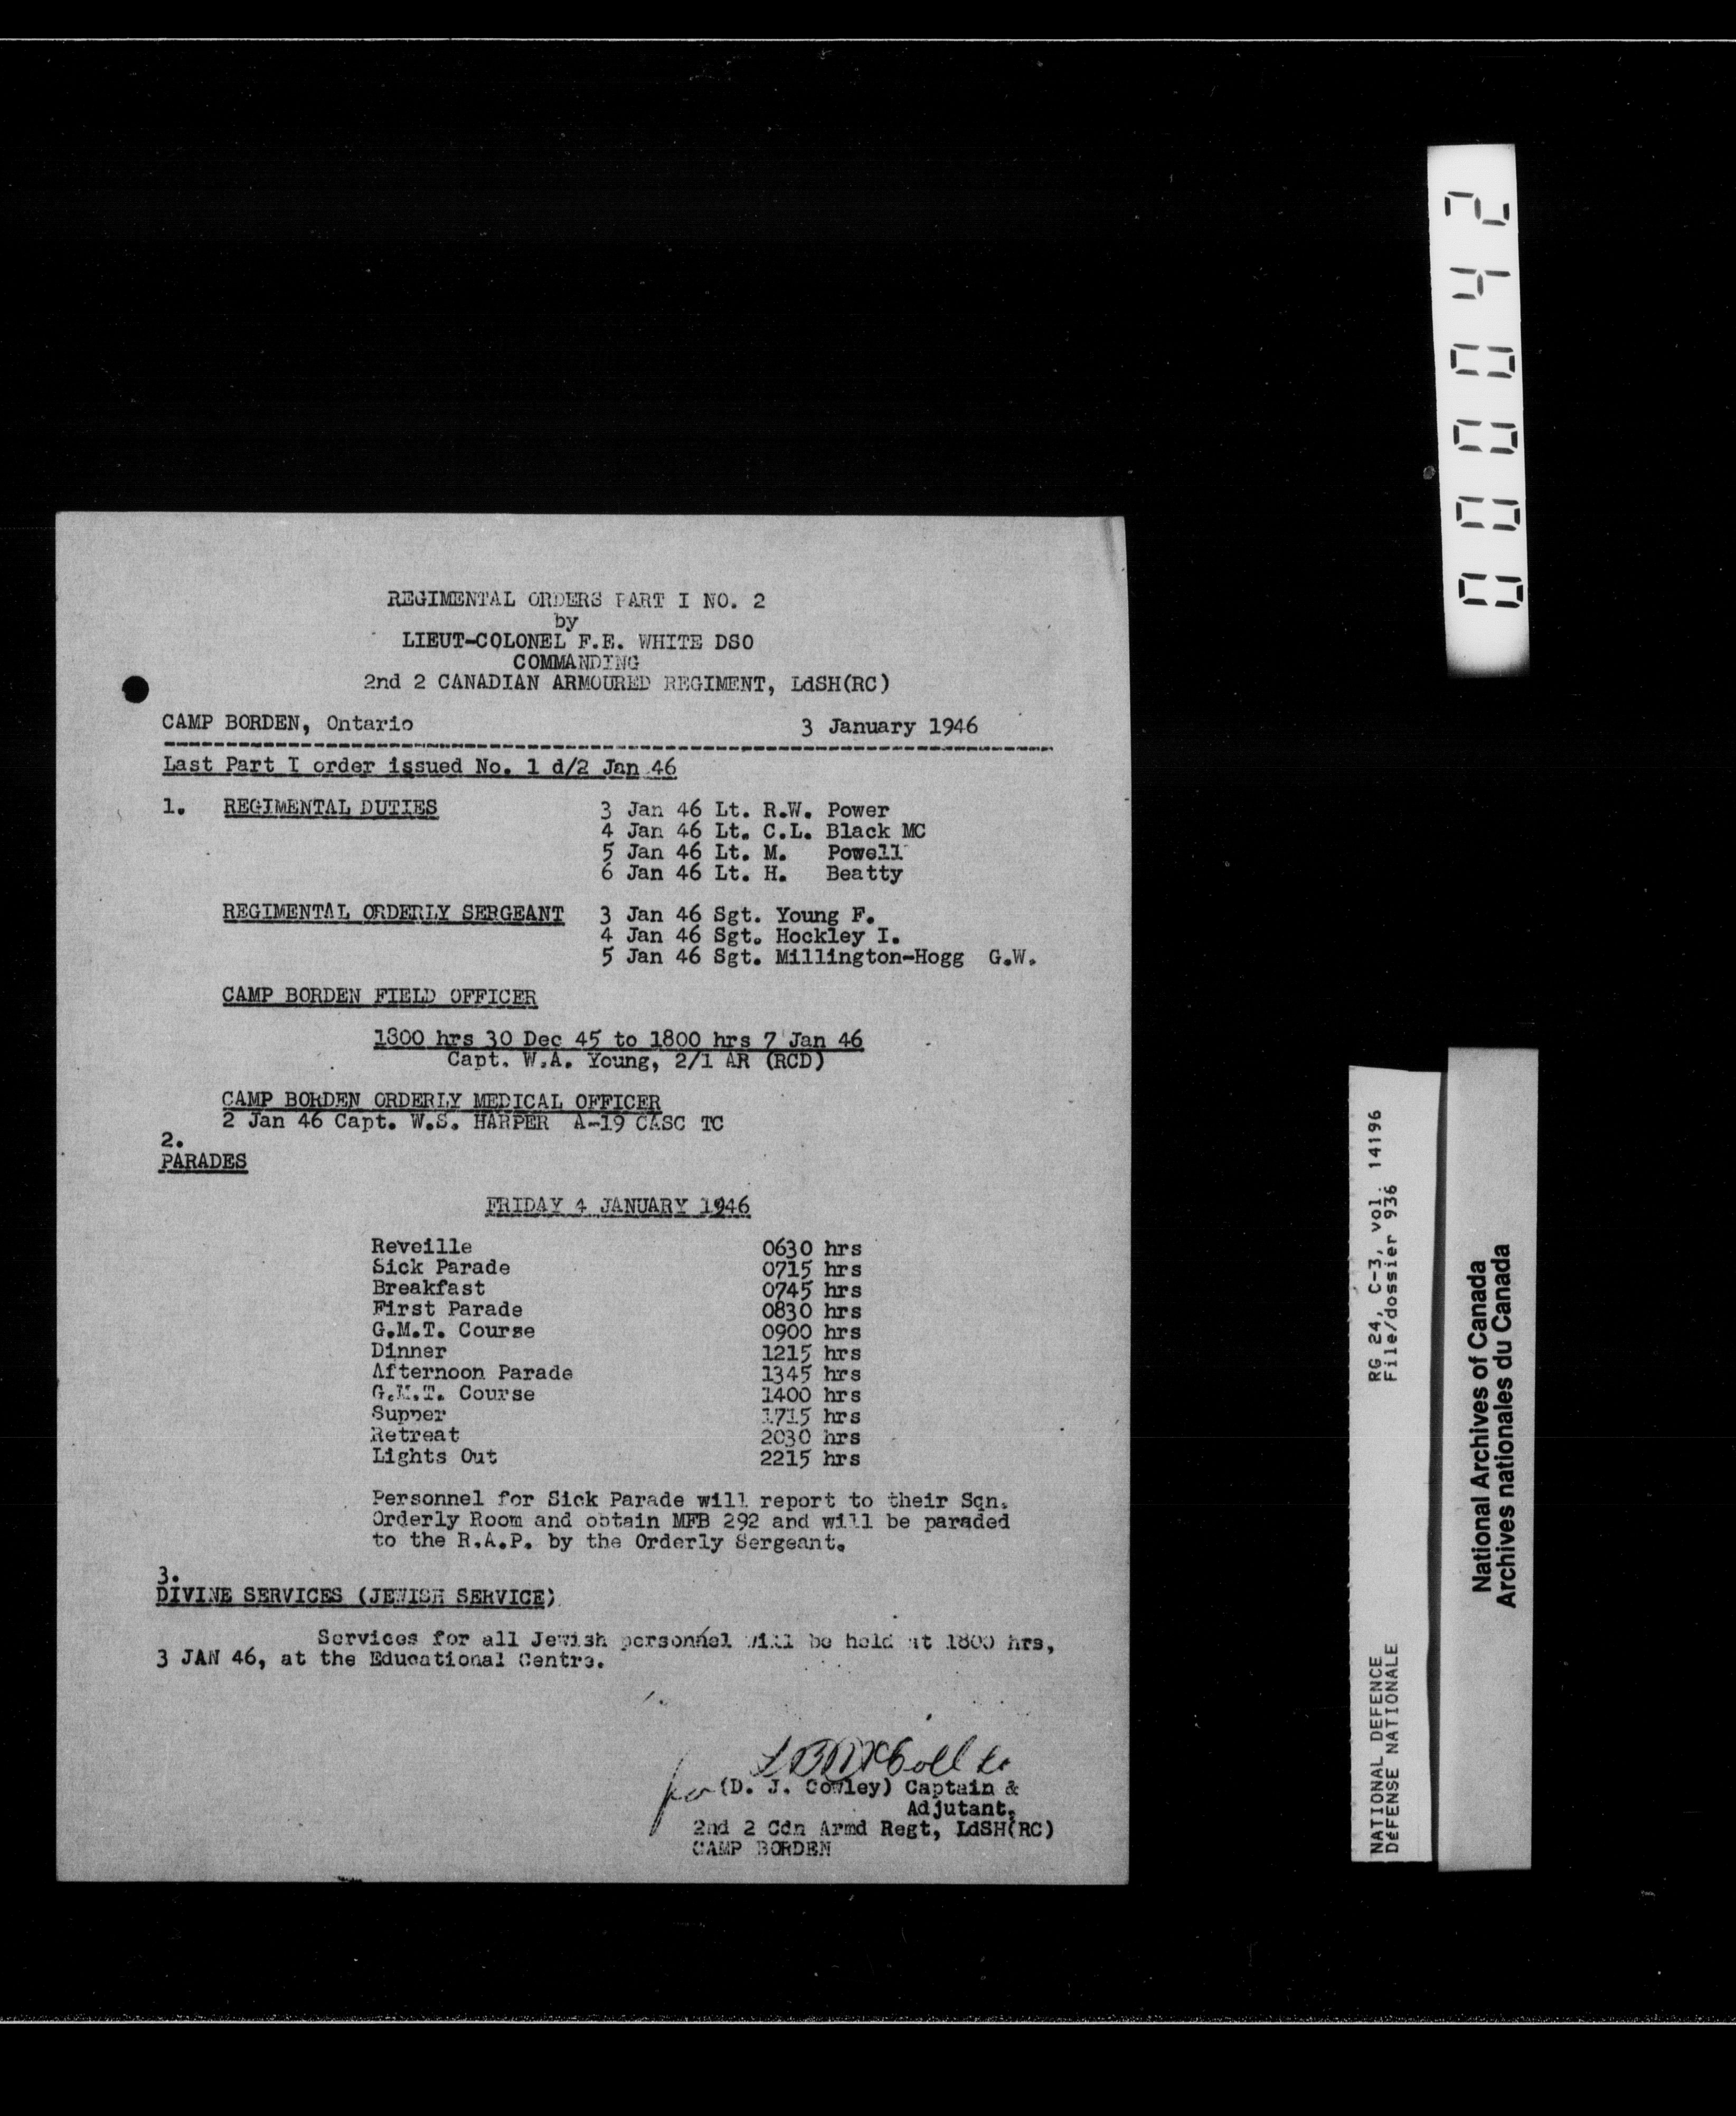 REGIMENTAL ORDERS PART I NO. 2
by
LIEUT-COLONEL F.E. WHITE DSO
COMMANDING
2nd 2 CANADIAN ARMOURED REGIMENT, LdSH(RC)
CAMP BORDEN, Ontario 3 January 1946
Last Part I order issued No. 1 d/2 Jan 46
1. REGIMENTAL DUTIES 3 Jan 46 Lt. R.W. Power
4 Jan 46 Lt. C.L. Black MC
5 Jan 46 Lt. M. Powell
6 Jan 46 Lt. H. Beatty
REGIMENTAL ORDERLY SERGEANT 3 Jan 46 Sgt. Young F.
4 Jan 46 Sgt. Hockley I.
5 Jan 46 Sgt. Millington-Hogg G.W.
CAMP BORDEN FIELD OFFICER
1800 hrs 30 Dec 45 to 1800 hrs 7 Jan 46
Capt. W.A. Young, 2/1 AR (RCD)
CAMP BORDEN ORDERLY MEDICAL OFFICER
2 Jan 46 Capt. W.S. HARPER A-19 CASC TC
2.
PARADES
FRIDAY 4 JANUARY 1946
Reveille 0630 hrs
Sick Parade 0715 hrs
Breakfast 0745 hrs
First Parade 0830 hrs
G.M.T. Course 0900 hrs
Dinner 1215 hrs
Afternoon Parade 1345 hrs
G.M.T. Course 1400 hrs
Supper 1715 hrs
Retreat 2030 hrs
Lights Out 2215 hrs
Personnel for Sick Parade will report to their Sqn.
Orderly Room and obtain MFB 292 and will be paraded
to the R.A.P. by the Orderly Sergeant.
3.
DIVINE SERVICES (JEWISH SERVICE)
Services for all Jewish personnel will be held at 1800 hrs,
3 JAN 46, at the Educational Centre.
for (D. J. Cowley) Captain &
Adjutant,
2nd 2 Cdn Armd Regt, LdSH(RC)
CAMP BORDEN
000042
RG 24, C-3, vol. 14196
File/dossier 936
NATIONAL DEFENCE
DéFENSE NATIONALE
National Archives of Canada
Archives nationales du Canada